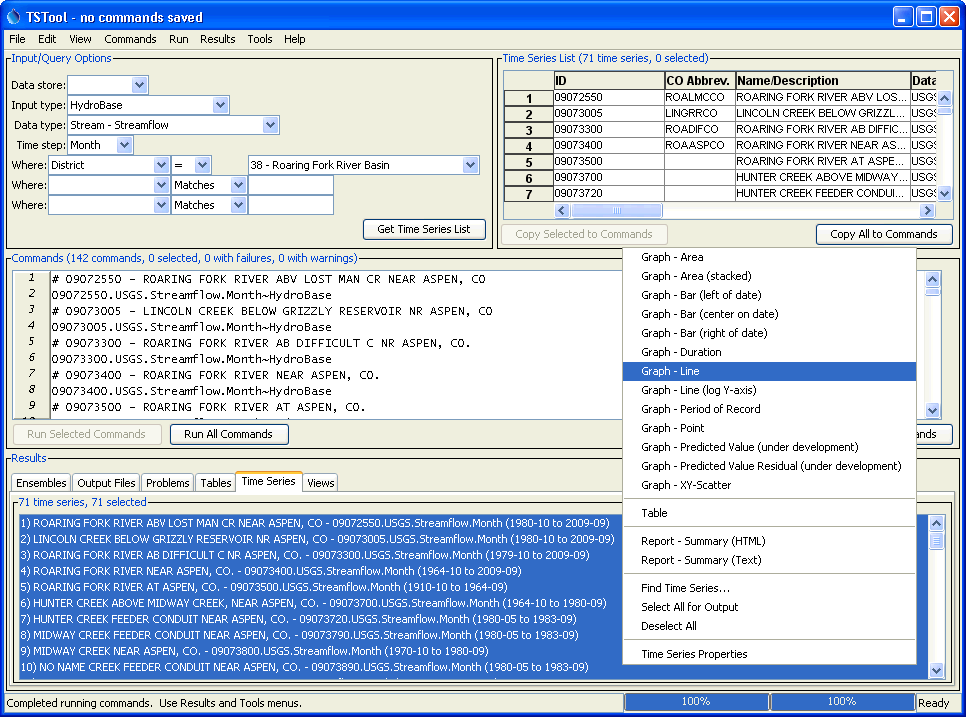 TSTool - no commands saved
File Edit View Commands Run Results Tools Help
Input/Query Options
Data store:
Input type: HydroBase
Data type: Stream - Streamflow
Time step: Month
Where: District = 38 - Roaring Fork River Basin
Where: Matches
Where: Matches
Get Time Series List
Time Series List (71 time series, 0 selected)
ID CO Abbrev. Name/Description Data
1 09072550 ROALMCCO ROARING FORK RIVER ABV LOS... USGS
2 09073005 LINGRRCO LINCOLN CREEK BELOW GRIZZL... USGS
3 09073300 ROADIFCO ROARING FORK RIVER AB DIFFIC... USGS
4 09073400 ROAASPCO ROARING FORK RIVER NEAR AS... USGS
5 09073500 ROARING FORK RIVER AT ASPE... USGS
6 09073700 HUNTER CREEK ABOVE MIDWAY... USGS
7 09073720 HUNTER CREEK FEEDER CONDUI... USGS
Copy Selected to Commands Copy All to Commands
Commands (142 commands, 0 selected, 0 with failures, 0 with warnings)
1 # 09072550 - ROARING FORK RIVER ABV LOST MAN CR NEAR ASPEN, CO
2 09072550.USGS.Streamflow.Month~HydroBase
3 # 09073005 - LINCOLN CREEK BELOW GRIZZLY RESERVOIR NR ASPEN, CO
4 09073005.USGS.Streamflow.Month~HydroBase
5 # 09073300 - ROARING FORK RIVER AB DIFFICULT C NR ASPEN, CO.
6 09073300.USGS.Streamflow.Month~HydroBase
7 # 09073400 - ROARING FORK RIVER NEAR ASPEN, CO.
8 09073400.USGS.Streamflow.Month~HydroBase
9 # 09073500 - ROARING FORK RIVER AT ASPEN, CO.
Run Selected Commands Run All Commands
ands
Graph - Area
Graph - Area (stacked)
Graph - Bar (left of date)
Graph - Bar (center on date)
Graph - Bar (right of date)
Graph - Duration
Graph - Line
Graph - Line (log Y-axis)
Graph - Period of Record
Graph - Point
Graph - Predicted Value (under development)
Graph - Predicted Value Residual (under development)
Graph - XY-Scatter
Table
Report - Summary (HTML)
Report - Summary (Text)
Find Time Series...
Select All for Output
Deselect All
Time Series Properties
Results
Ensembles Output Files Problems Tables Time Series Views
71 time series, 71 selected
1) ROARING FORK RIVER ABV LOST MAN CR NEAR ASPEN, CO - 09072550.USGS.Streamflow.Month (1980-10 to 2009-09)
2) LINCOLN CREEK BELOW GRIZZLY RESERVOIR NR ASPEN, CO - 09073005.USGS.Streamflow.Month (1980-10 to 2009-09)
3) ROARING FORK RIVER AB DIFFICULT C NR ASPEN, CO. - 09073300.USGS.Streamflow.Month (1979-10 to 2009-09)
4) ROARING FORK RIVER NEAR ASPEN, CO. - 09073400.USGS.Streamflow.Month (1964-10 to 2009-09)
5) ROARING FORK RIVER AT ASPEN, CO. - 09073500.USGS.Streamflow.Month (1910-10 to 1964-09)
6) HUNTER CREEK ABOVE MIDWAY CREEK, NEAR ASPEN, CO. - 09073700.USGS.Streamflow.Month (1964-10 to 1980-09)
7) HUNTER CREEK FEEDER CONDUIT NEAR ASPEN, CO. - 09073720.USGS.Streamflow.Month (1980-05 to 1983-09)
8) MIDWAY CREEK FEEDER CONDUIT NEAR ASPEN, CO. - 09073790.USGS.Streamflow.Month (1980-05 to 1983-09)
9) MIDWAY CREEK NEAR ASPEN, CO. - 09073800.USGS.Streamflow.Month (1970-10 to 1980-09)
10) NO NAME CREEK FEEDER CONDUIT NEAR ASPEN, CO. - 09073890.USGS.Streamflow.Month (1980-05 to 1983-09)
Completed running commands. Use Results and Tools menus. 100% 100% Ready